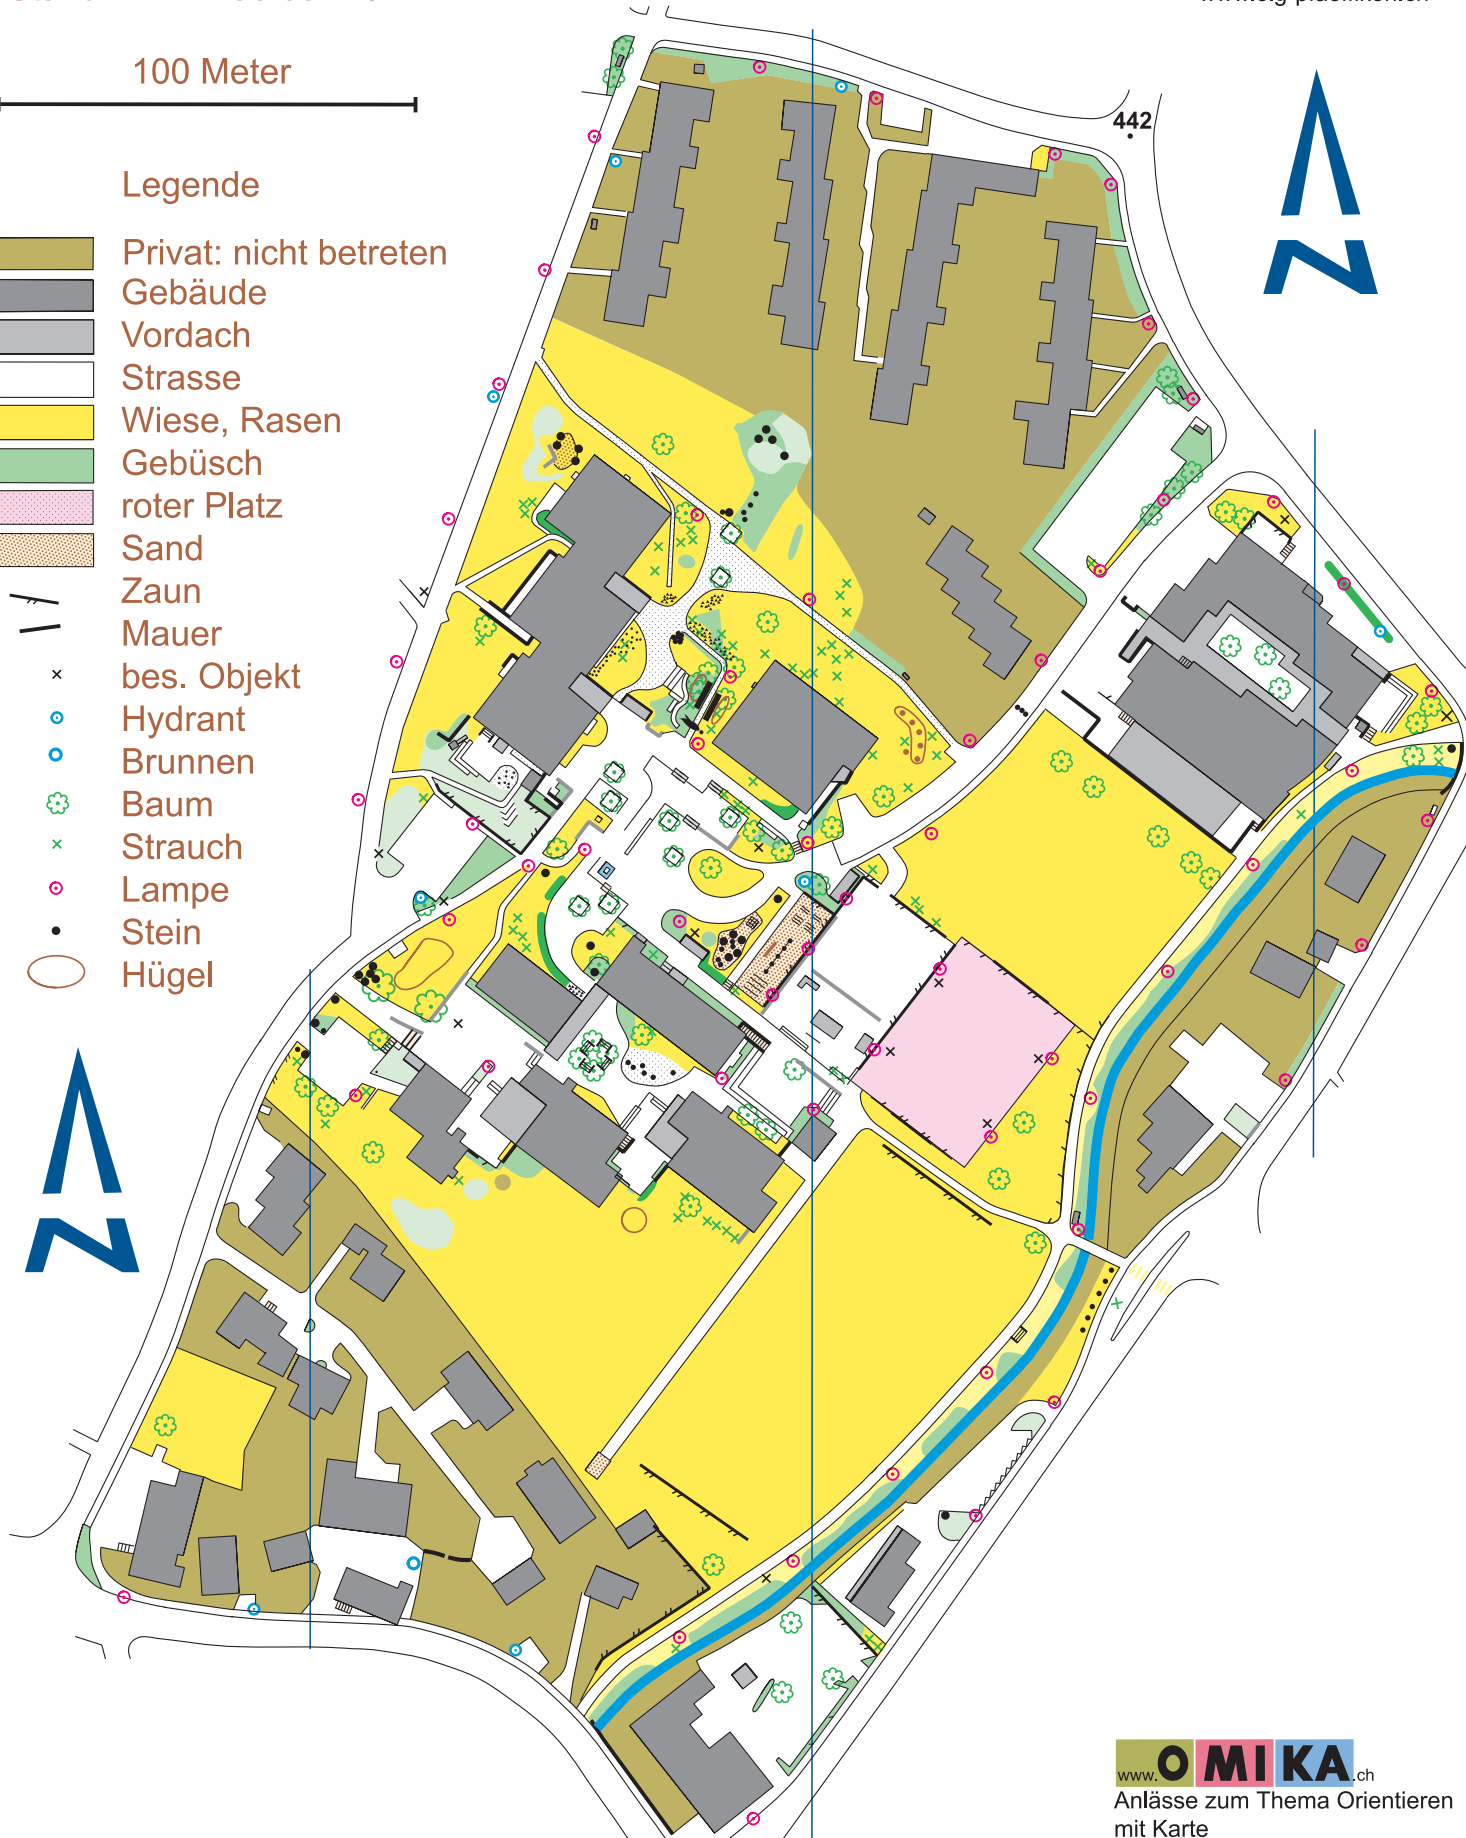 100 Meter
442
Legende
Privat: nicht betreten
Gebäude
Vordach
Strasse
Wiese, Rasen
Gebüsch
roter Platz
Sand
Zaun
Mauer
bes. Objekt
Hydrant
Brunnen
Baum
Strauch
Lampe
Stein
Hügel
www.OMIKA.ch
Anlässe zum Thema Orientieren
mit Karte